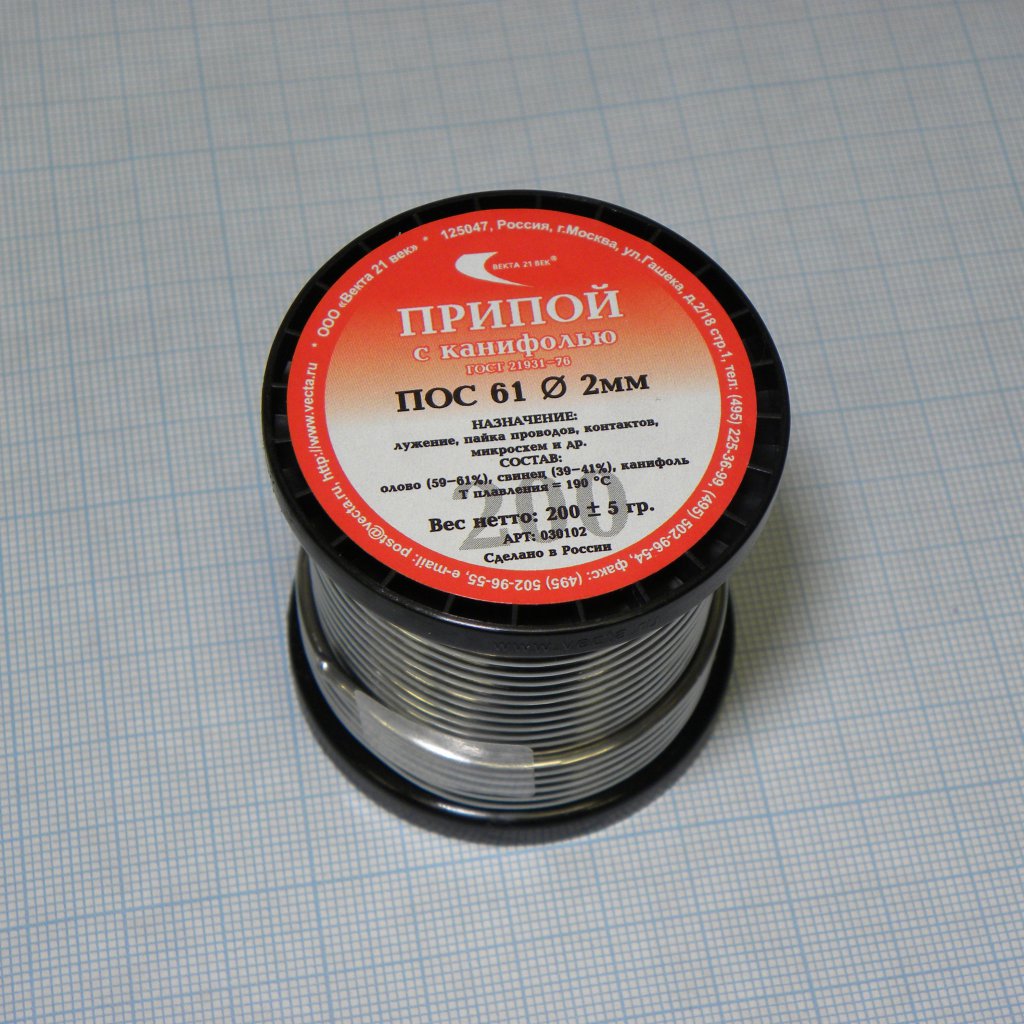 * ООО «Векта 21 век» * 125047, Россия, г.Москва, ул.Гашека, д.2/18 стр.1, тел: (495) 225-36-99, (495) 502-96-54, факс: (495) 502-96-55, e-mail: post@vecta.ru, http://www.vecta.ru
ВЕКТА 21 ВЕК®
ПРИПОЙ
с канифолью
ГОСТ 21931-76
ПОС 61 Ø 2мм
НАЗНАЧЕНИЕ:
лужение, пайка проводов, контактов,
микросхем и др.
СОСТАВ:
олово (59-61%), свинец (39-41%), канифоль
Т плавления = 190 °С
200
Вес нетто: 200 ± 5 гр.
АРТ: 030102
Сделано в России
www.vecta.ru